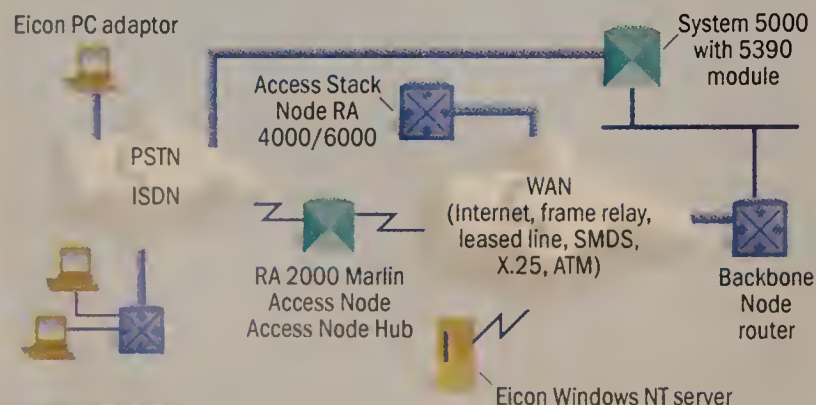 Eicon PC adaptor
System 5000
with 5390
module
Access Stack
Node RA
4000/6000
PSTN
ISDN
WAN
(Internet, frame relay,
leased line, SMDS,
X.25, ATM)
RA 2000 Marlin
Access Node
Access Node Hub
Backbone
Node
router
Eicon Windows NT server